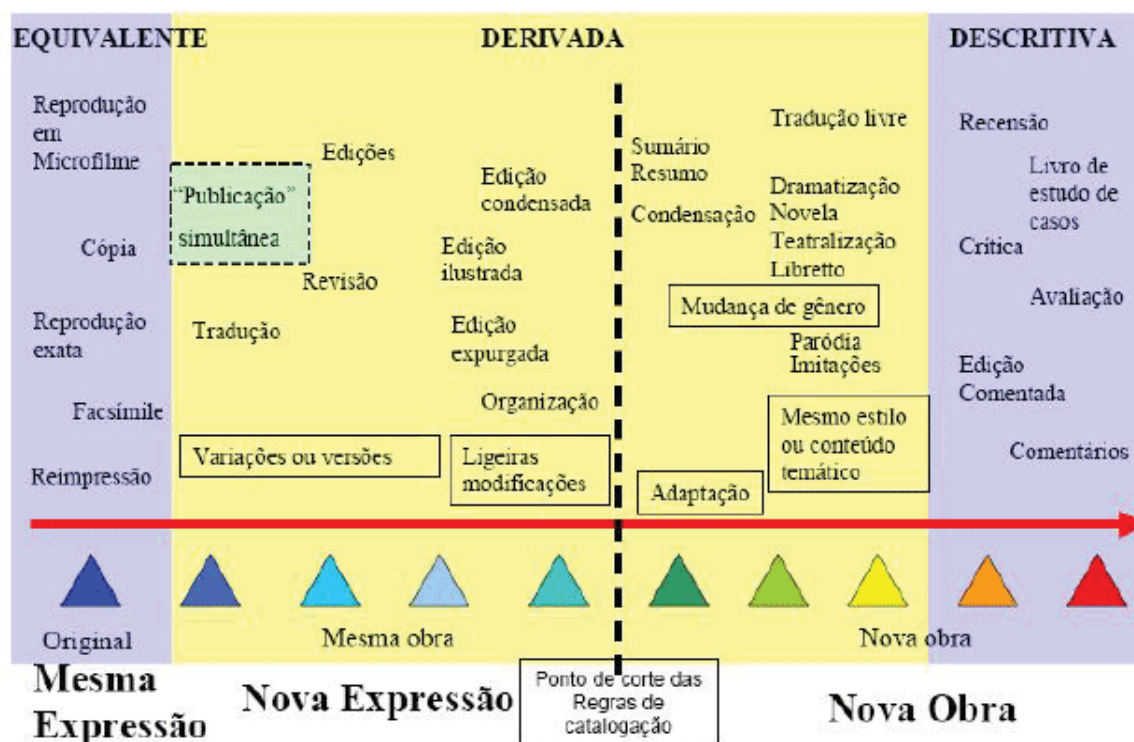 EQUIVALENTE
DERIVADA
DESCRITIVA
Reprodução
em
Microfilme
Cópia
Reprodução
exata
Facsímile
Reimpressão
“Publicação”
simultânea
Edições
Revisão
Tradução
Edição
condensada
Edição
ilustrada
Edição
expurgada
Organização
Variações ou versões
Ligeiras
modificações
Sumário
Resumo
Condensação
Tradução livre
Dramatização
Novela
Teatralização
Libretto
Mudança de gênero
Paródia
Imitações
Mesmo estilo
ou conteúdo
temático
Adaptação
Recensão
Livro de
estudo de
casos
Crítica
Avaliação
Edição
Comentada
Comentários
Original
Mesma obra
Nova obra
Mesma
Expressão
Nova Expressão
Ponto de corte das
Regras de
catalogação
Nova Obra